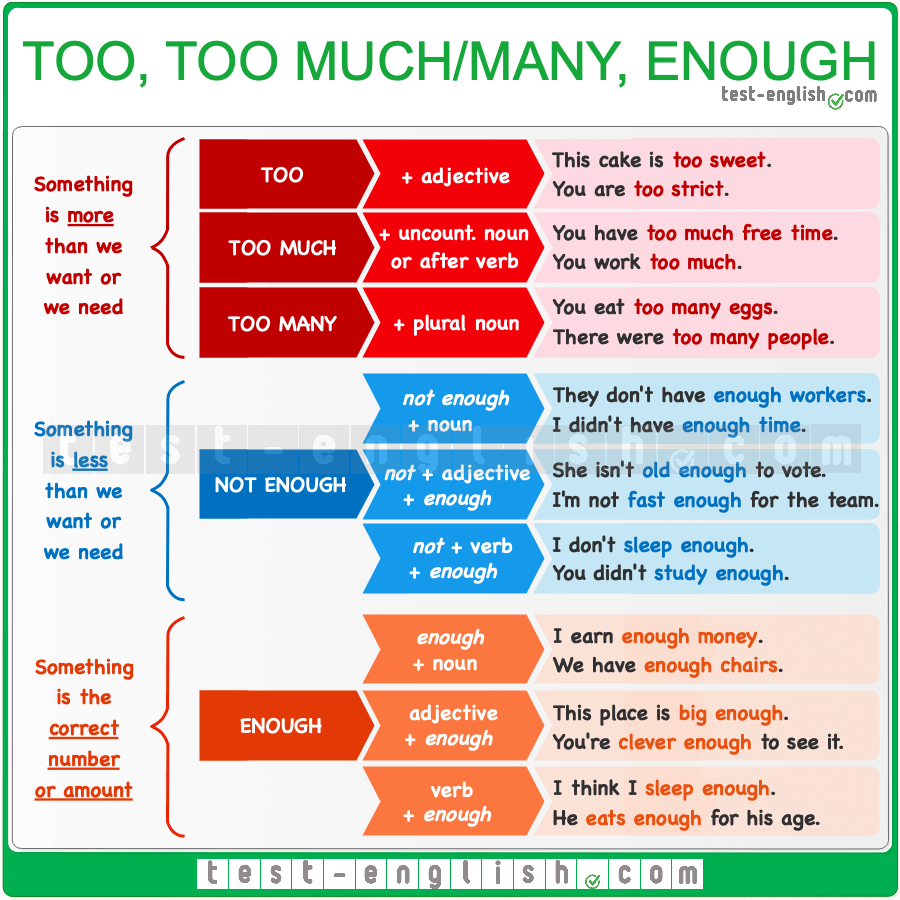 TOO, TOO MUCH/MANY, ENOUGH
test-english.com
Something
is more
than we
want or
we need
TOO
+ adjective
This cake is too sweet.
You are too strict.
TOO MUCH
+ uncount. noun
or after verb
You have too much free time.
You work too much.
TOO MANY
+ plural noun
You eat too many eggs.
There were too many people.
Something
is less
than we
want or
we need
NOT ENOUGH
not enough
+ noun
They don't have enough workers.
I didn't have enough time.
not + adjective
+ enough
She isn't old enough to vote.
I'm not fast enough for the team.
not + verb
+ enough
I don't sleep enough.
You didn't study enough.
test-english.com
Something
is the
correct
number
or amount
ENOUGH
enough
+ noun
I earn enough money.
We have enough chairs.
adjective
+ enough
This place is big enough.
You're clever enough to see it.
verb
+ enough
I think I sleep enough.
He eats enough for his age.
test-english.com